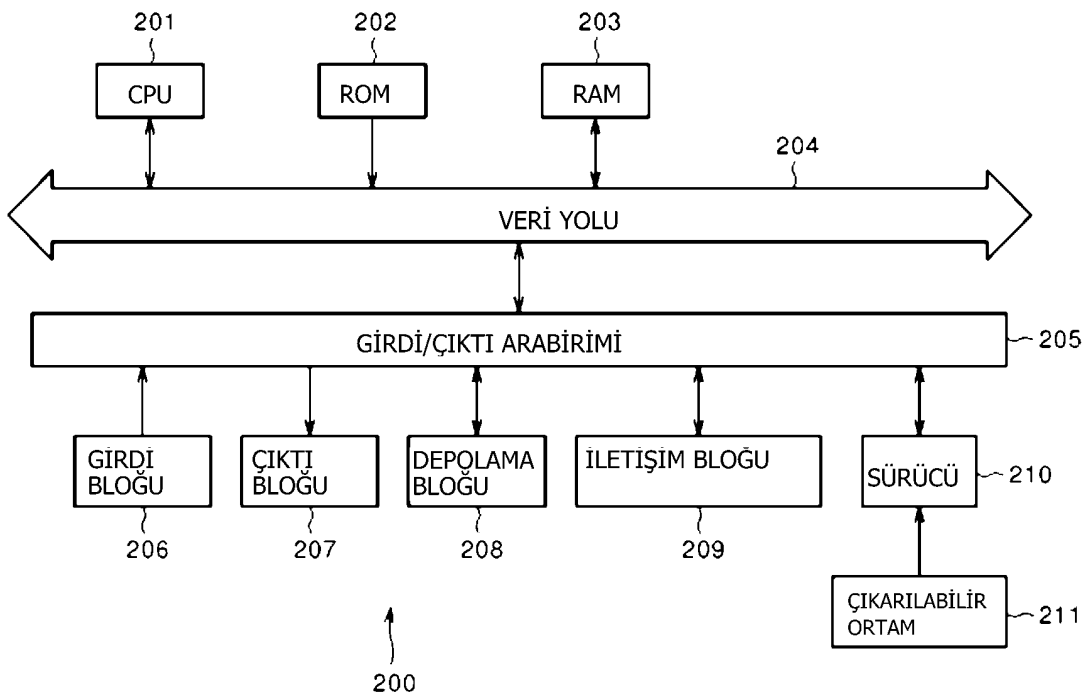 201
202
203
CPU
ROM
RAM
204
VERİ YOLU
GİRDİ/ÇIKTI ARABİRİMİ
205
GİRDİ
BLOĞU
ÇIKTI
BLOĞU
DEPOLAMA
BLOĞU
İLETİŞİM BLOĞU
SÜRÜCÜ
210
206
207
208
209
ÇIKARILABİLİR
ORTAM
211
200